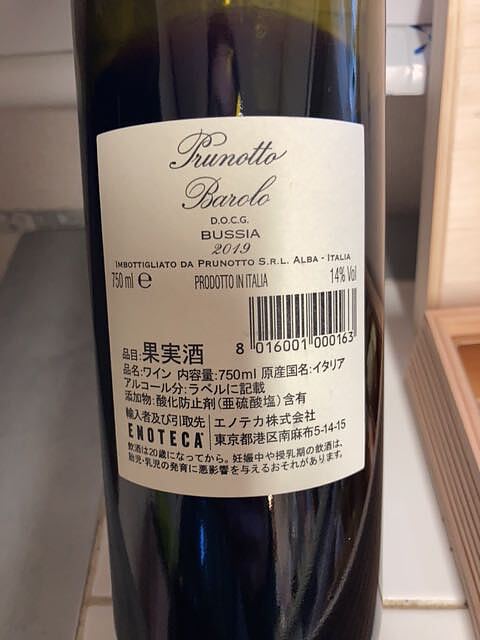 Prunotto
Barolo
D.O.C.G.
BUSSIA
2019
IMBOTTIGLIATO DA PRUNOTTO S.R.L. ALBA - ITALIA
750 ml e PRODOTTO IN ITALIA 14% Vol
8 016001 000163
品目:果実酒
品名:ワイン 内容量:750ml 原産国名:イタリア
アルコール分:ラベルに記載
添加物:酸化防止剤(亜硫酸塩)含有
輸入者及び引取先 エノテカ株式会社
ENOTECA 東京都港区南麻布5-14-15
飲酒は20歳になってから。妊娠中や授乳期の飲酒は、
胎児・乳児の発育に悪影響を与えるおそれがあります。